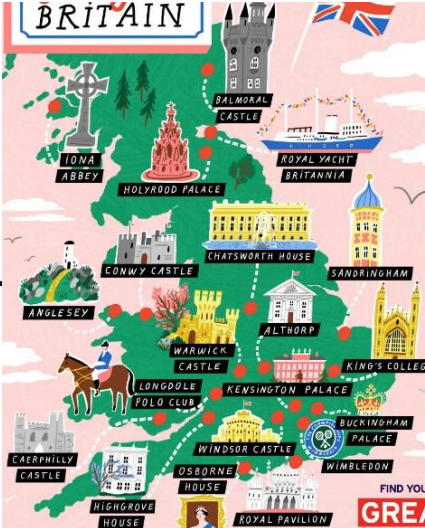 BRITAIN
BALMORAL
CASTLE
IONA
ABBEY
ROYAL YACHT
BRITANNIA
HOLYROOD PALACE
CHATSWORTH HOUSE
CONWY CASTLE
SANDRINGHAM
ANGLESEY
ALTHORP
WARWICK
CASTLE
KING'S COLLEG
LONGDOLE
POLO CLUB
KENSINGTON PALACE
BUCKINGHAM
PALACE
WINDSOR CASTLE
CAERPHILLY
CASTLE
WIMBLEDON
OSBORNE
HOUSE
HIGHGROVE
HOUSE
ROYAL PAVILION
FIND YOU
GREA